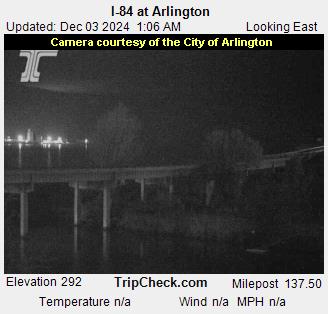 I-84 at Arlington
Updated: Dec 03 2024 1:06 AM Looking East
Camera courtesy of the City of Arlington
Elevation 292 TripCheck.com Milepost 137.50
Temperature n/a Wind n/a MPH n/a